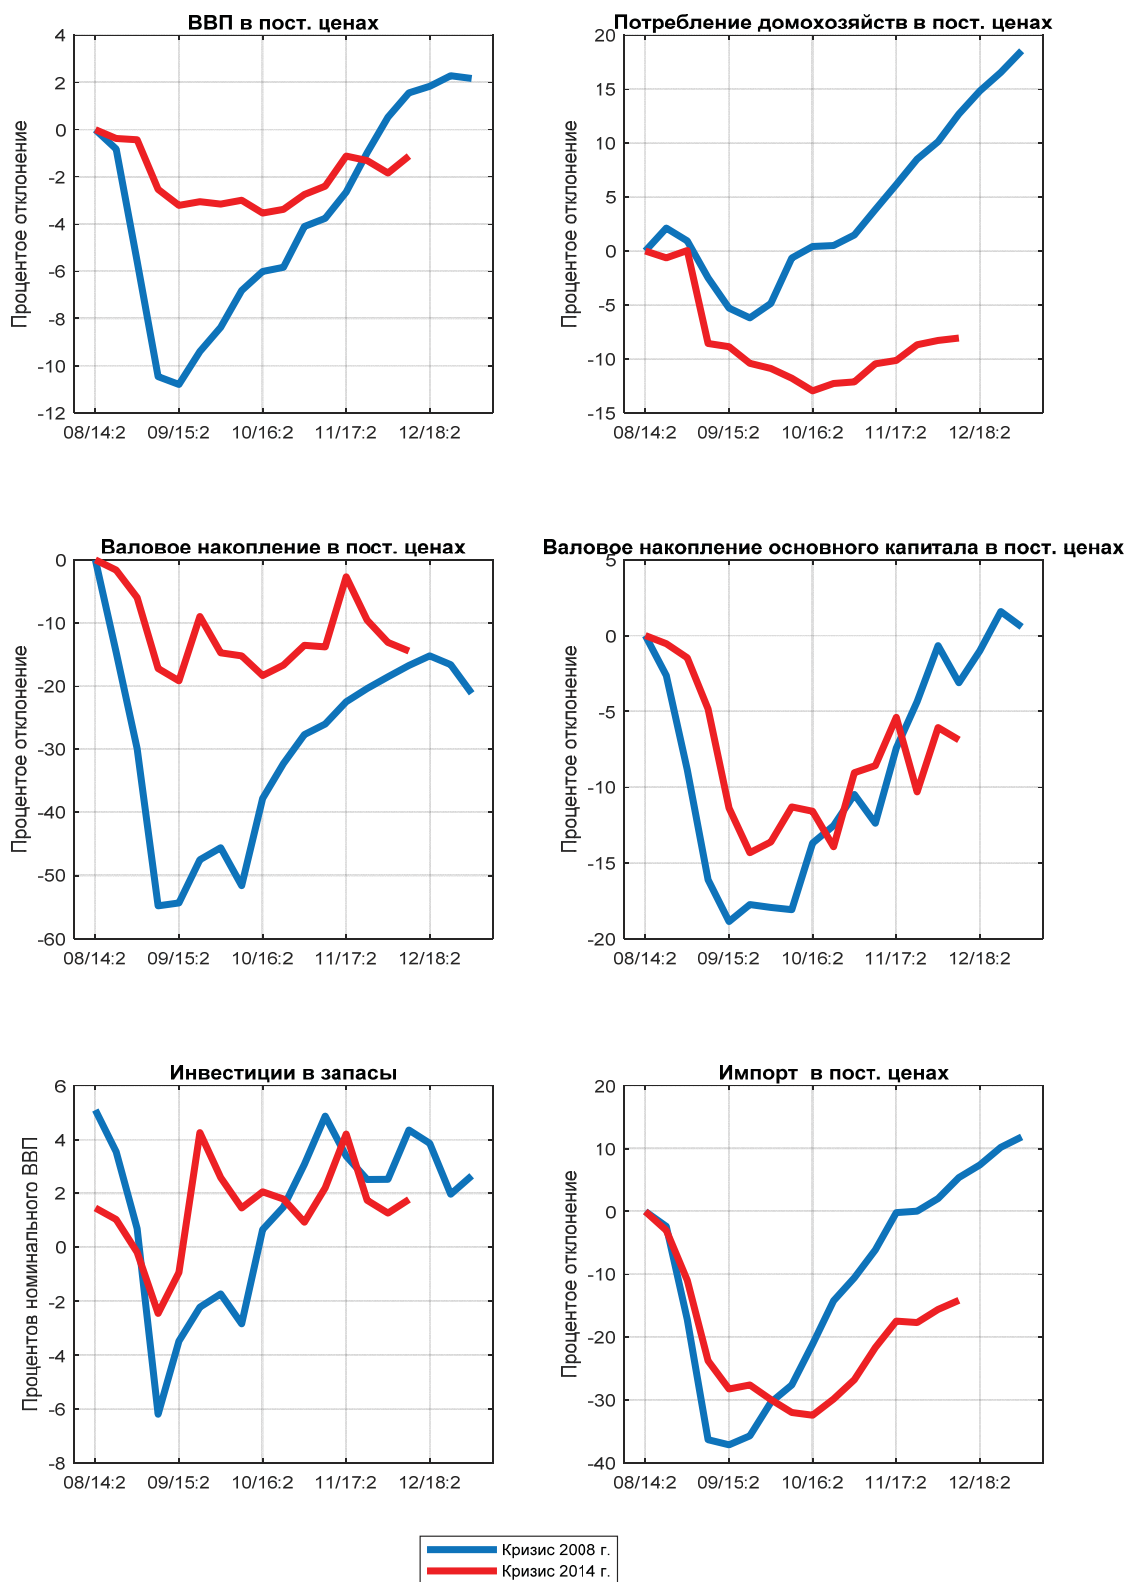 ВВП в пост. ценах
Процентое отклонение
4
2
0
-2
-4
-6
-8
-10
-12
08/14:2 09/15:2 10/16:2 11/17:2 12/18:2
Потребление домохозяйств в пост. ценах
Процентое отклонение
20
15
10
5
0
-5
-10
-15
08/14:2 09/15:2 10/16:2 11/17:2 12/18:2
Валовое накопление в пост. ценах
Процентое отклонение
0
-10
-20
-30
-40
-50
-60
08/14:2 09/15:2 10/16:2 11/17:2 12/18:2
Валовое накопление основного капитала в пост. ценах
Процентое отклонение
5
0
-5
-10
-15
-20
08/14:2 09/15:2 10/16:2 11/17:2 12/18:2
Инвестиции в запасы
Процентов номинального ВВП
6
4
2
0
-2
-4
-6
-8
08/14:2 09/15:2 10/16:2 11/17:2 12/18:2
Импорт в пост. ценах
Процентое отклонение
20
10
0
-10
-20
-30
-40
08/14:2 09/15:2 10/16:2 11/17:2 12/18:2
Кризис 2008 г.
Кризис 2014 г.